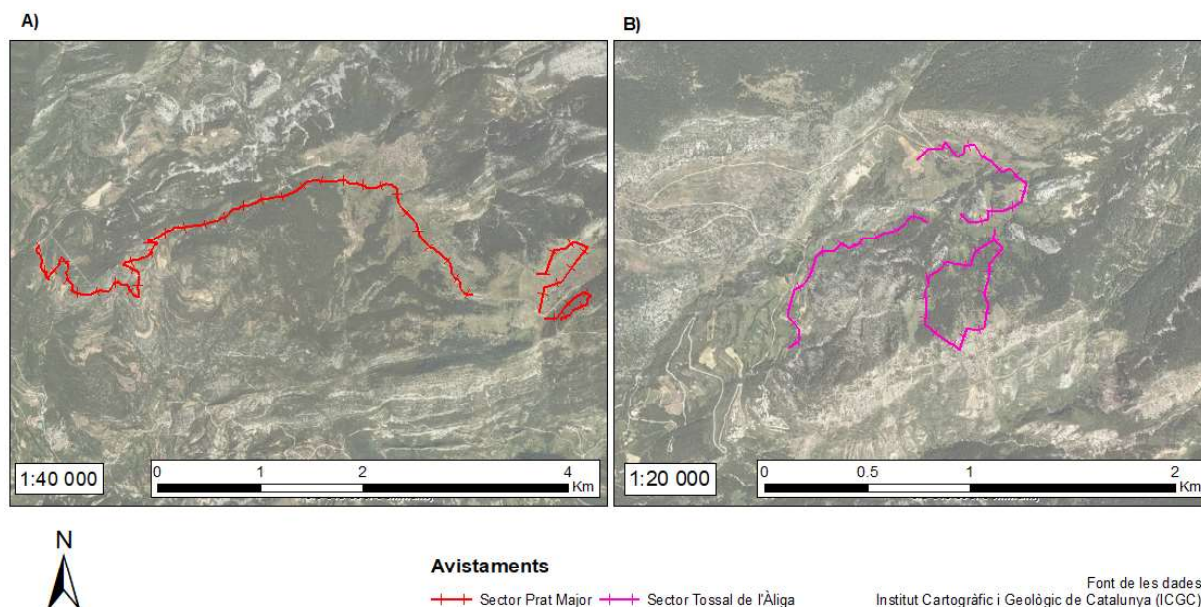 A)
B)
1:40 000
0 1 2 4
Km
1:20 000
0 0.5 1 2
Km
N
Avistaments
Sector Prat Major
Sector Tossal de l'Àliga
Font de les dades
Institut Cartogràfic i Geològic de Catalunya (ICGC)